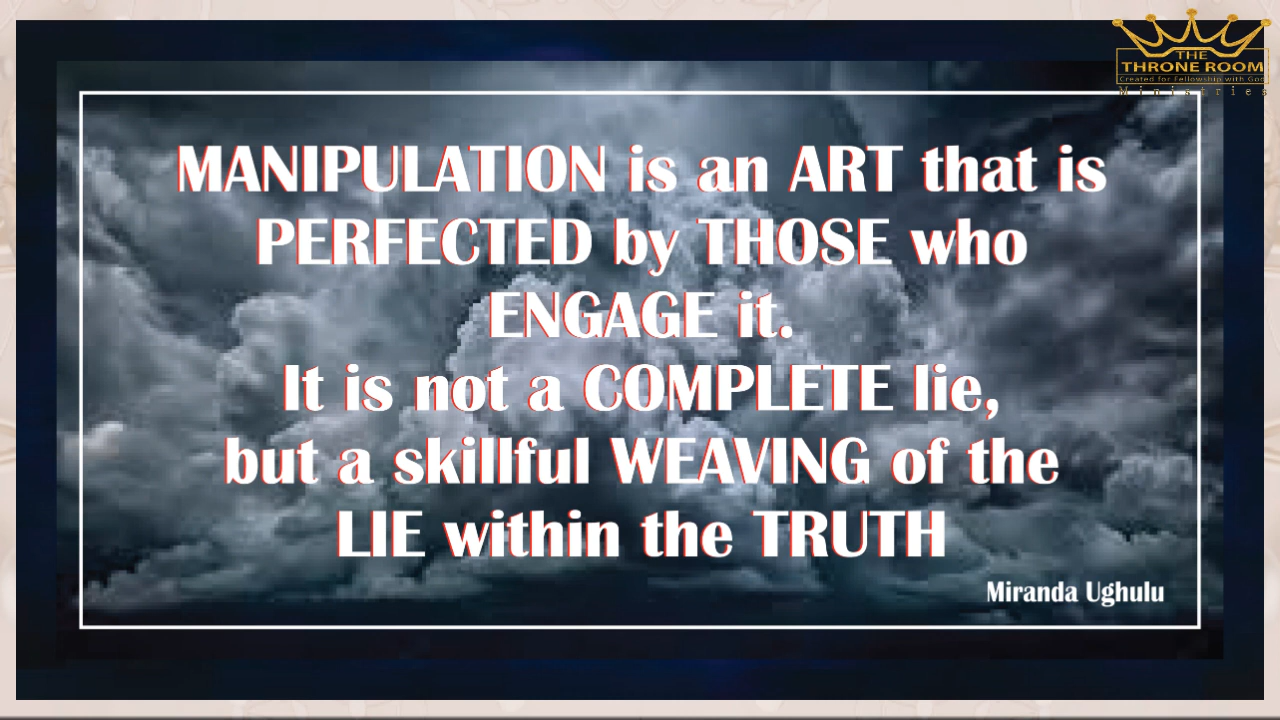 THE
THRONE ROOM
Created for Fellowship with God
Ministries
MANIPULATION is an ART that is
PERFECTED by THOSE who
ENGAGE it.
It is not a COMPLETE lie,
but a skillful WEAVING of the
LIE within the TRUTH
Miranda Ughulu